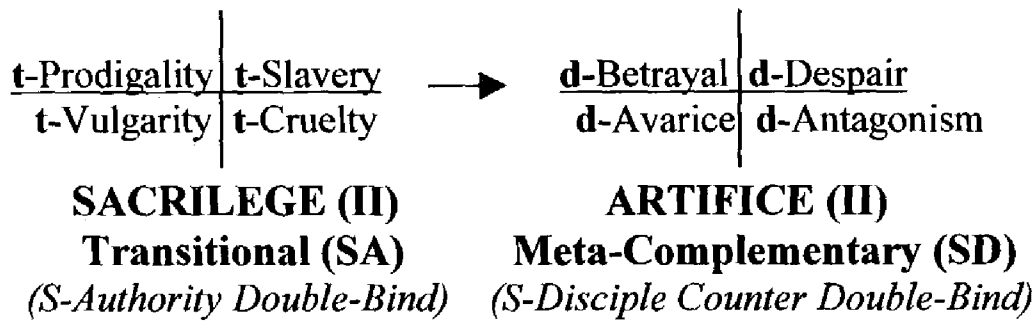 t-Prodigality t-Slavery d-Betrayal d-Despair
t-Vulgarity t-Cruelty d-Avarice d-Antagonism
SACRILEGE (II) ARTIFICE (II)
Transitional (SA) Meta-Complementary (SD)
(S-Authority Double-Bind) (S-Disciple Counter Double-Bind)